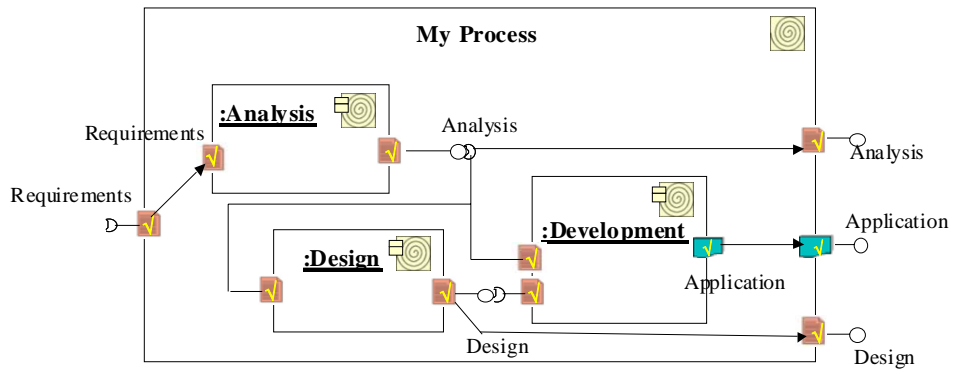 My Process
:Analysis
Requirements
Analysis
Analysis
Requirements
Application
:Development
:Design
Application
Design
Design